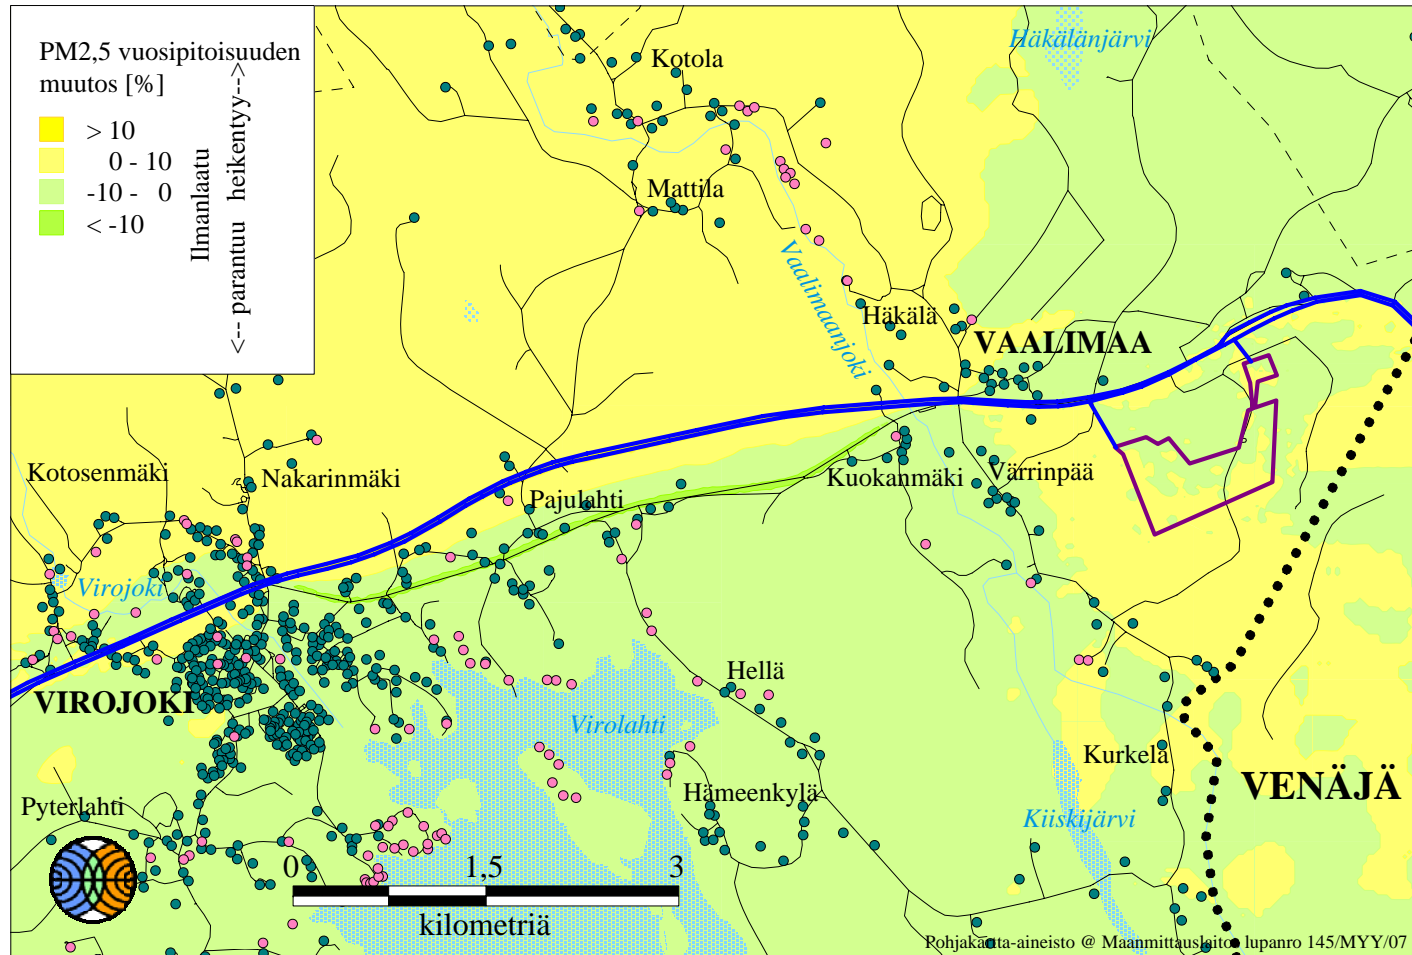 PM2,5 vuosipitoisuuden
muutos [%]
> 10
0 - 10
-10 - 0
< -10
Ilmanlaatu
<-- parantuu heikentyy-->
Kotola
Häkälänjärvi
Mattila
Vaalimaanjoki
Häkälä
VAALIMAA
Kotosenmäki
Nakarinmäki
Pajulahti
Kuokanmäki
Värrinpää
Virojoki
VIROJOKI
Hellä
Virolahti
Kurkela
VENÄJÄ
Hämeenkylä
Pyterlahti
Kiiskijärvi
0 1,5 3
kilometriä
Pohjakartta-aineisto @ Maanmittauslaitos lupanro 145/MYY/07